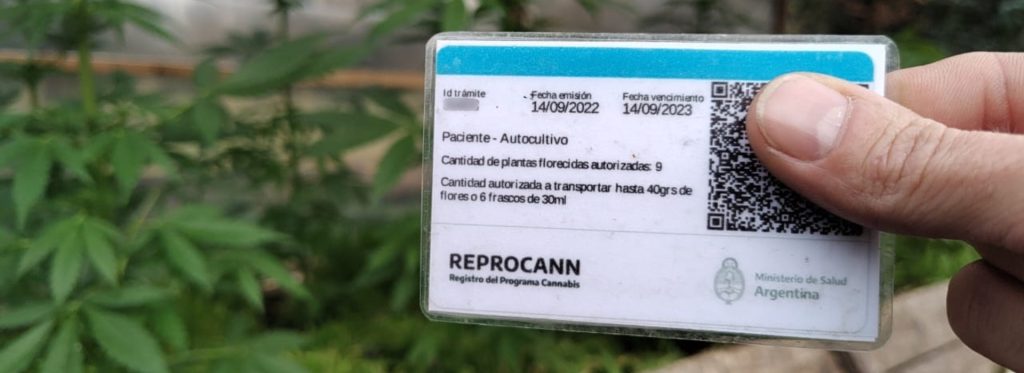 Id trámite
Fecha emisión
14/09/2022
Fecha vencimiento
14/09/2023
Paciente - Autocultivo
Cantidad de plantas florecidas autorizadas: 9
Cantidad autorizada a transportar hasta 40grs de
flores o 6 frascos de 30ml
REPROCANN
Registro del Programa Cannabis
Ministerio de Salud
Argentina